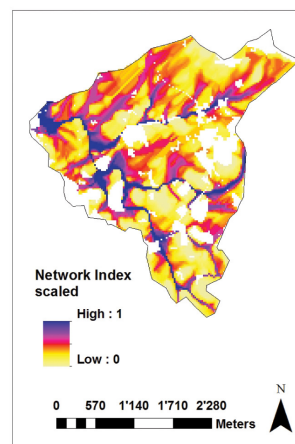 Network Index
scaled
High : 1
Low : 0
N
0 570 1'140 1'710 2'280
Meters